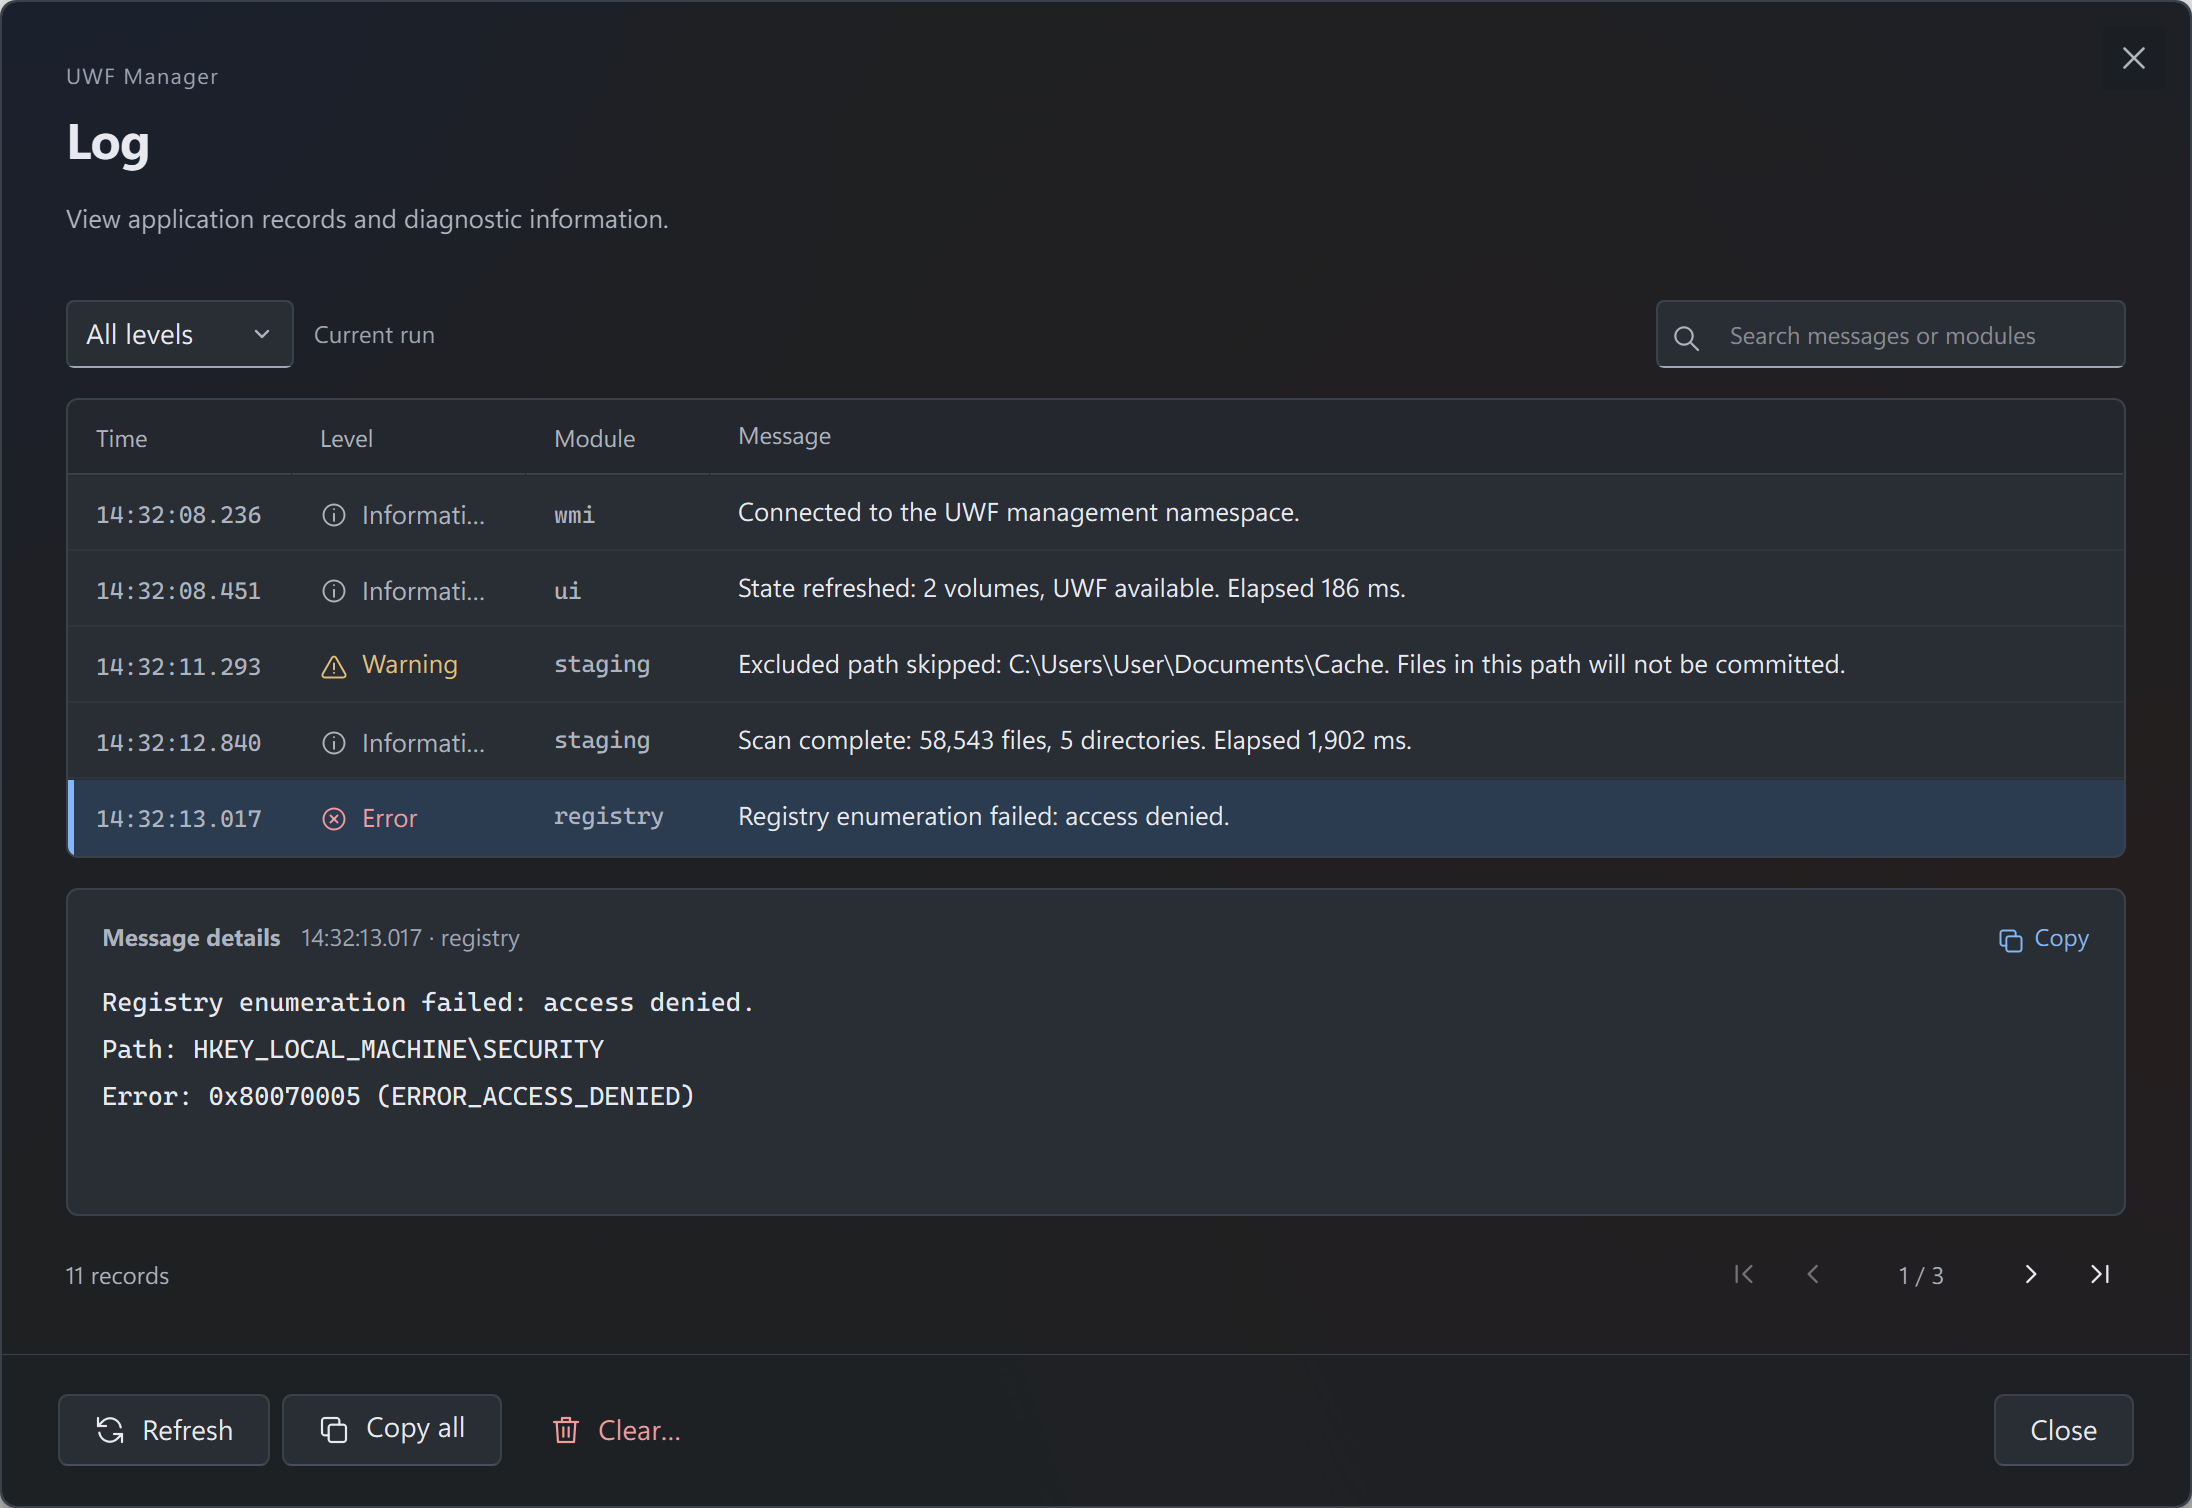 UWF Manager
Log
View application records and diagnostic information.
All levels Current run Search messages or modules
Time Level Module Message
14:32:08.236 Informati... wmi Connected to the UWF management namespace.
14:32:08.451 Informati... ui State refreshed: 2 volumes, UWF available. Elapsed 186 ms.
14:32:11.293 Warning staging Excluded path skipped: C:\Users\User\Documents\Cache. Files in this path will not be committed.
14:32:12.840 Informati... staging Scan complete: 58,543 files, 5 directories. Elapsed 1,902 ms.
14:32:13.017 Error registry Registry enumeration failed: access denied.
Message details 14:32:13.017 · registry Copy
Registry enumeration failed: access denied.
Path: HKEY_LOCAL_MACHINE\SECURITY
Error: 0x80070005 (ERROR_ACCESS_DENIED)
11 records 1 / 3
Refresh Copy all Clear... Close